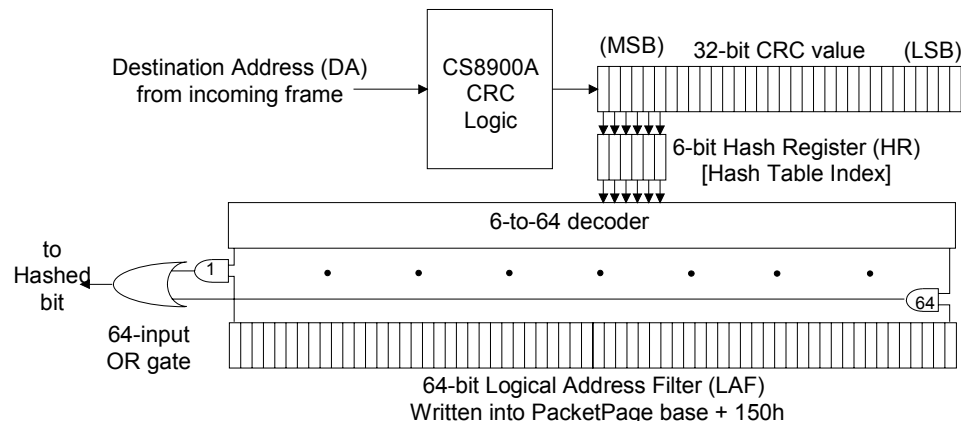 (MSB) 32-bit CRC value (LSB)
Destination Address (DA)
from incoming frame
CS8900A
CRC
Logic
6-bit Hash Register (HR)
[Hash Table Index]
6-to-64 decoder
to
Hashed
bit
1
64
64-input
OR gate
64-bit Logical Address Filter (LAF)
Written into PacketPage base + 150h